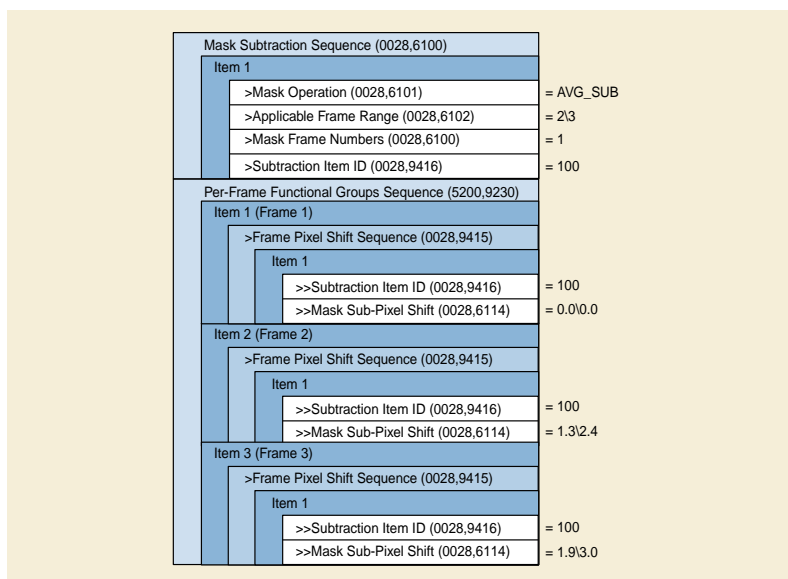 Mask Subtraction Sequence (0028,6100)
Item 1
>Mask Operation (0028,6101) = AVG_SUB
>Applicable Frame Range (0028,6102) = 2\3
>Mask Frame Numbers (0028,6100) = 1
>Subtraction Item ID (0028,9416) = 100
Per-Frame Functional Groups Sequence (5200,9230)
Item 1 (Frame 1)
>Frame Pixel Shift Sequence (0028,9415)
Item 1
>>Subtraction Item ID (0028,9416) = 100
>>Mask Sub-Pixel Shift (0028,6114) = 0.0\0.0
Item 2 (Frame 2)
>Frame Pixel Shift Sequence (0028,9415)
Item 1
>>Subtraction Item ID (0028,9416) = 100
>>Mask Sub-Pixel Shift (0028,6114) = 1.3\2.4
Item 3 (Frame 3)
>Frame Pixel Shift Sequence (0028,9415)
Item 1
>>Subtraction Item ID (0028,9416) = 100
>>Mask Sub-Pixel Shift (0028,6114) = 1.9\3.0